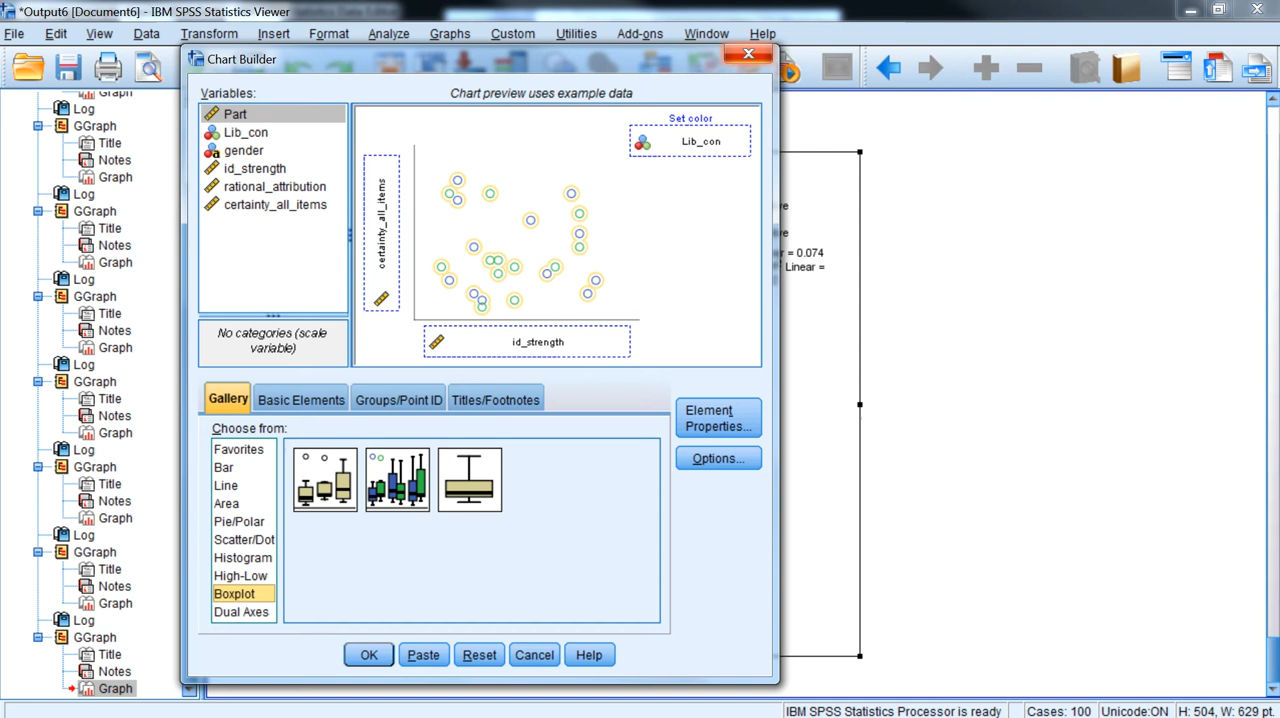 *Output6 [Document6] - IBM SPSS Statistics Viewer
File Edit View Data Transform Insert Format Analyze Graphs Custom Utilities Add-ons Window Help
Graph
Log
GGraph
Title
Notes
Graph
Log
GGraph
Title
Notes
Graph
Log
GGraph
Title
Notes
Graph
Log
GGraph
Title
Notes
Graph
Log
GGraph
Title
Notes
Graph
Log
GGraph
Title
Notes
Graph
Log
GGraph
Title
Notes
Graph
Chart Builder
Variables:
Part
Lib_con
gender
id_strength
rational_attribution
certainty_all_items
No categories (scale
variable)
Chart preview uses example data
Set color
Lib_con
certainty_all_items
id_strength
Gallery Basic Elements Groups/Point ID Titles/Footnotes
Choose from:
Favorites
Bar
Line
Area
Pie/Polar
Scatter/Dot
Histogram
High-Low
Boxplot
Dual Axes
Element
Properties...
Options...
OK Paste Reset Cancel Help
= 0.074
Linear =
IBM SPSS Statistics Processor is ready Cases: 100 Unicode:ON H: 504, W: 629 pt.